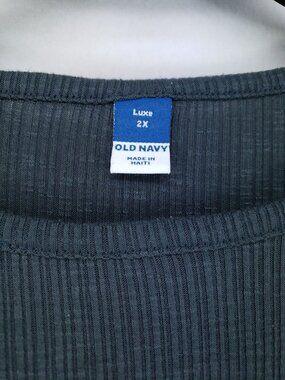 Luxe
2X
OLD NAVY
MADE IN
HAITI